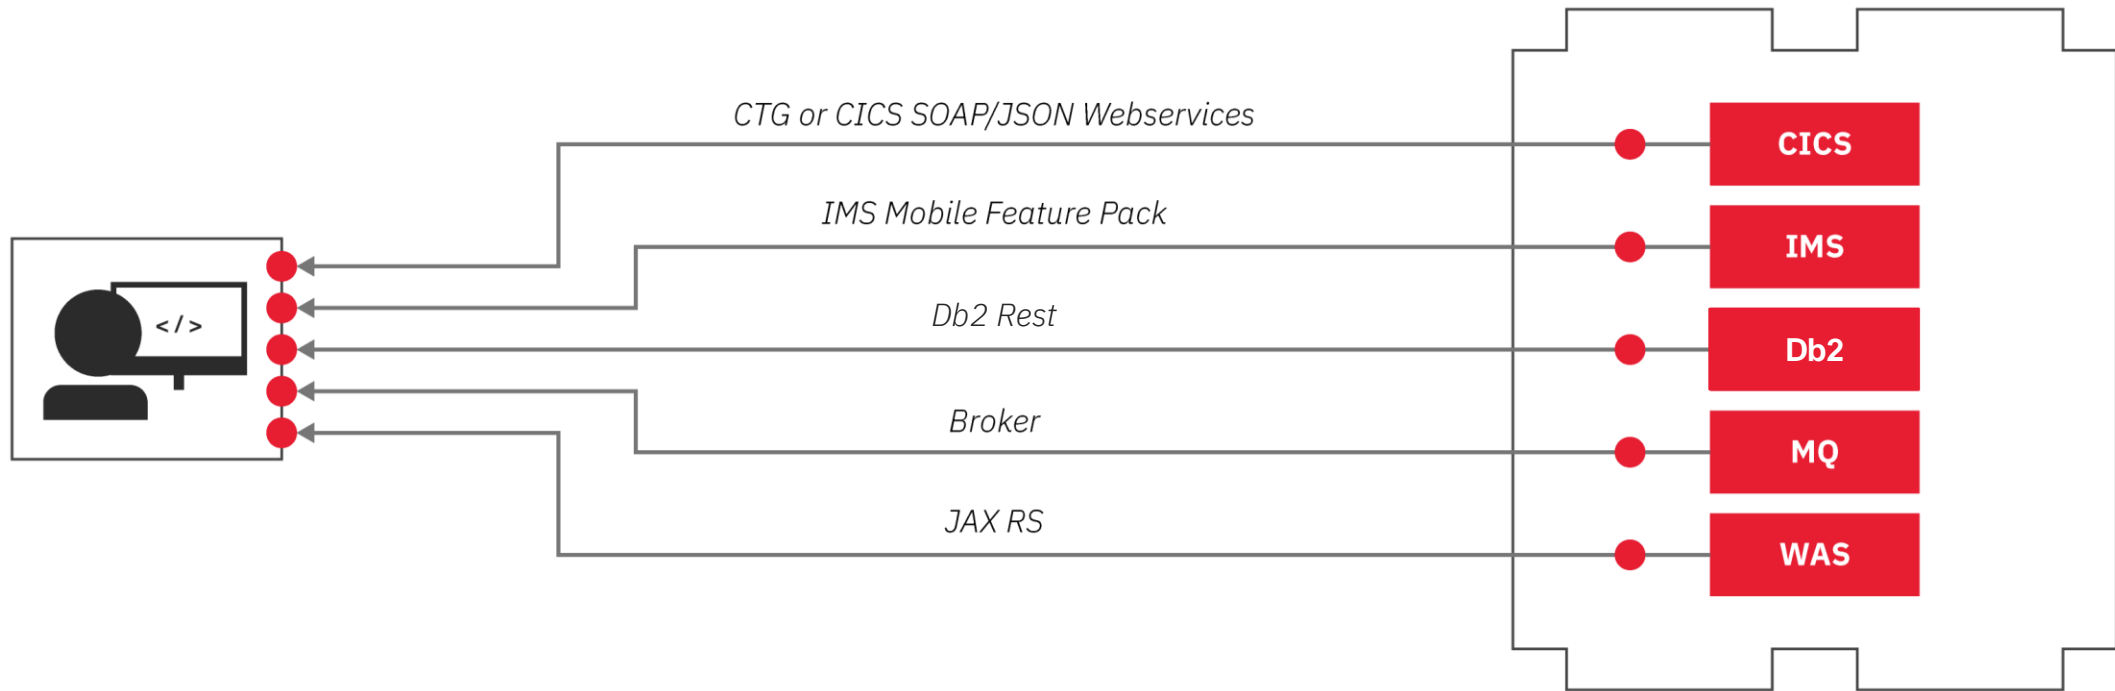 CTG or CICS SOAP/JSON Webservices
CICS
IMS Mobile Feature Pack
IMS
</>
Db2 Rest
Db2
Broker
MQ
JAX RS
WAS